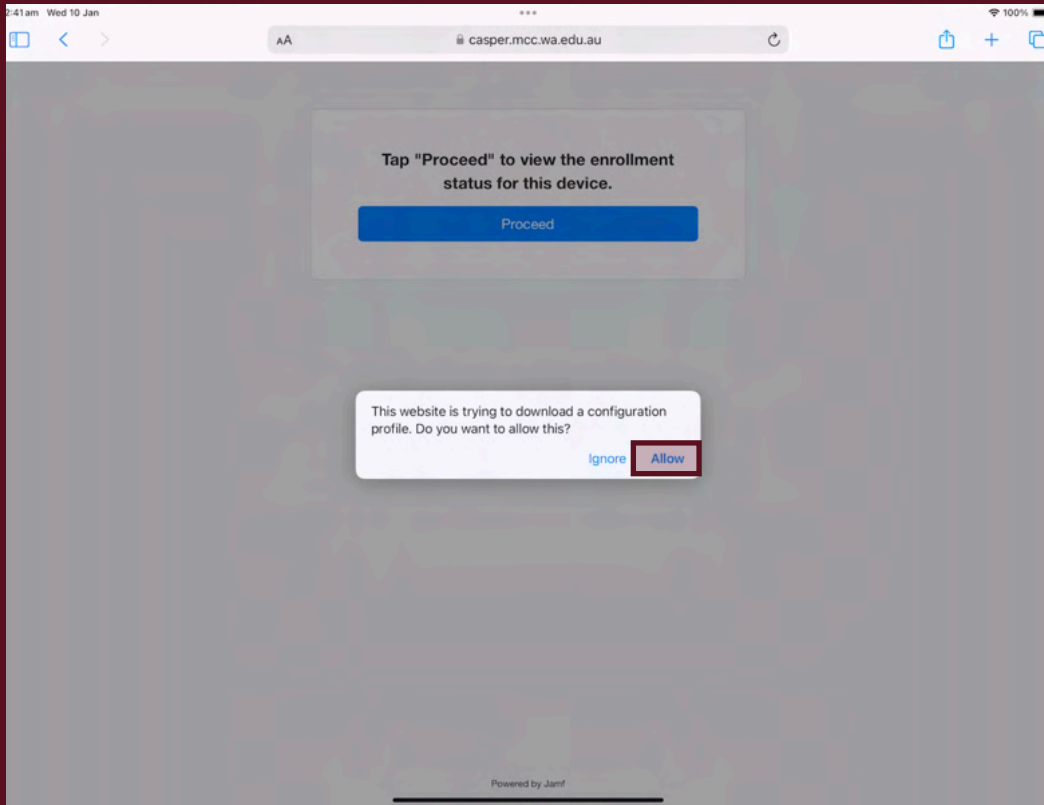 2:41am Wed 10 Jan
100%
AA
casper.mcc.wa.edu.au
Tap "Proceed" to view the enrollment
status for this device.
Proceed
This website is trying to download a configuration
profile. Do you want to allow this?
Ignore Allow
Powered by Jamf